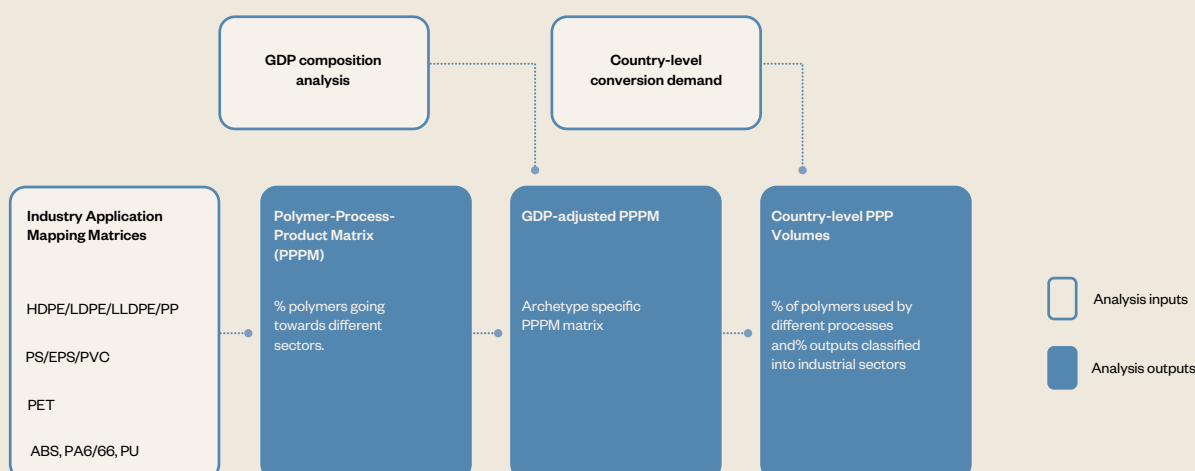 GDP composition
analysis
Country-level
conversion demand
Industry Application
Mapping Matrices
HDPE/LDPE/LLDPE/PP
PS/EPS/PVC
PET
ABS, PA6/66, PU
Polymer-Process-
Product Matrix
(PPPM)
% polymers going
towards different
sectors.
GDP-adjusted PPPM
Archetype specific
PPPM matrix
Country-level PPP
Volumes
% of polymers used by
different processes
and% outputs classified
into industrial sectors
Analysis inputs
Analysis outputs